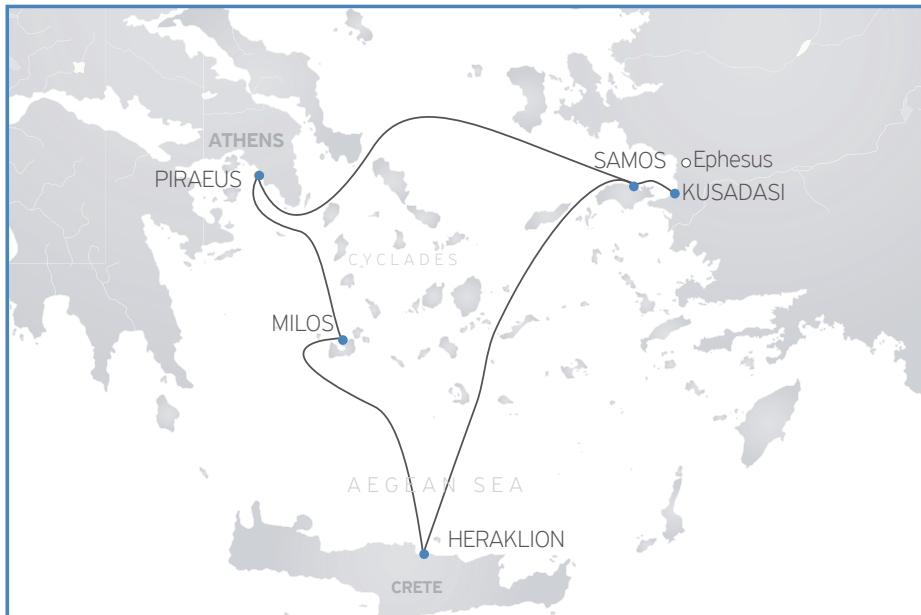 ATHENS
SAMOS
Ephesus
PIRAEUS
KUSADASI
CYCLADES
MILOS
AEGEAN SEA
HERAKLION
CRETE